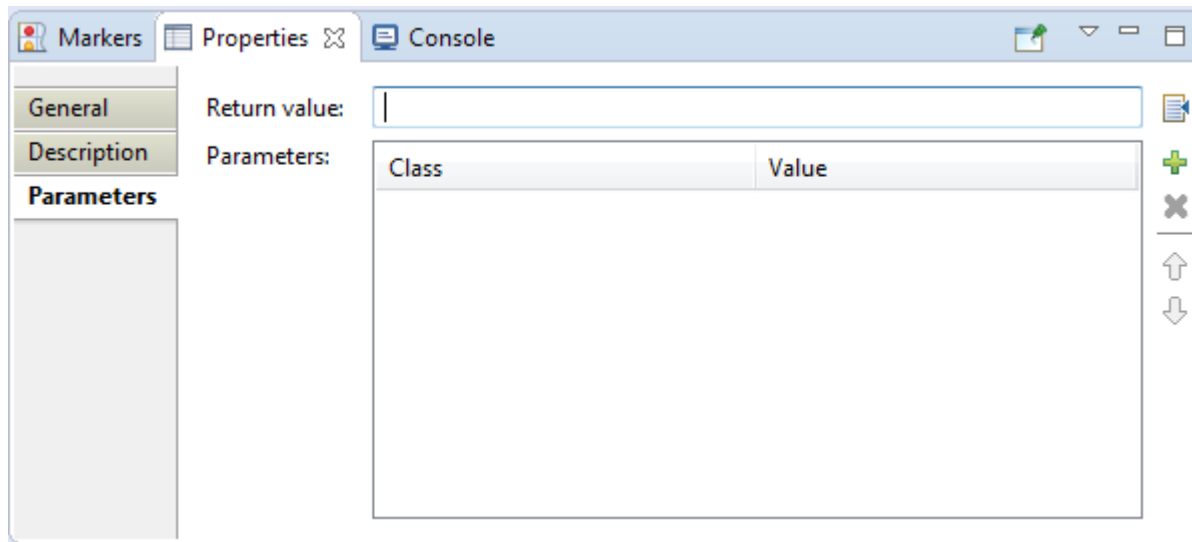 Markers Properties Console
General Return value:
Description Parameters: Class Value
Parameters